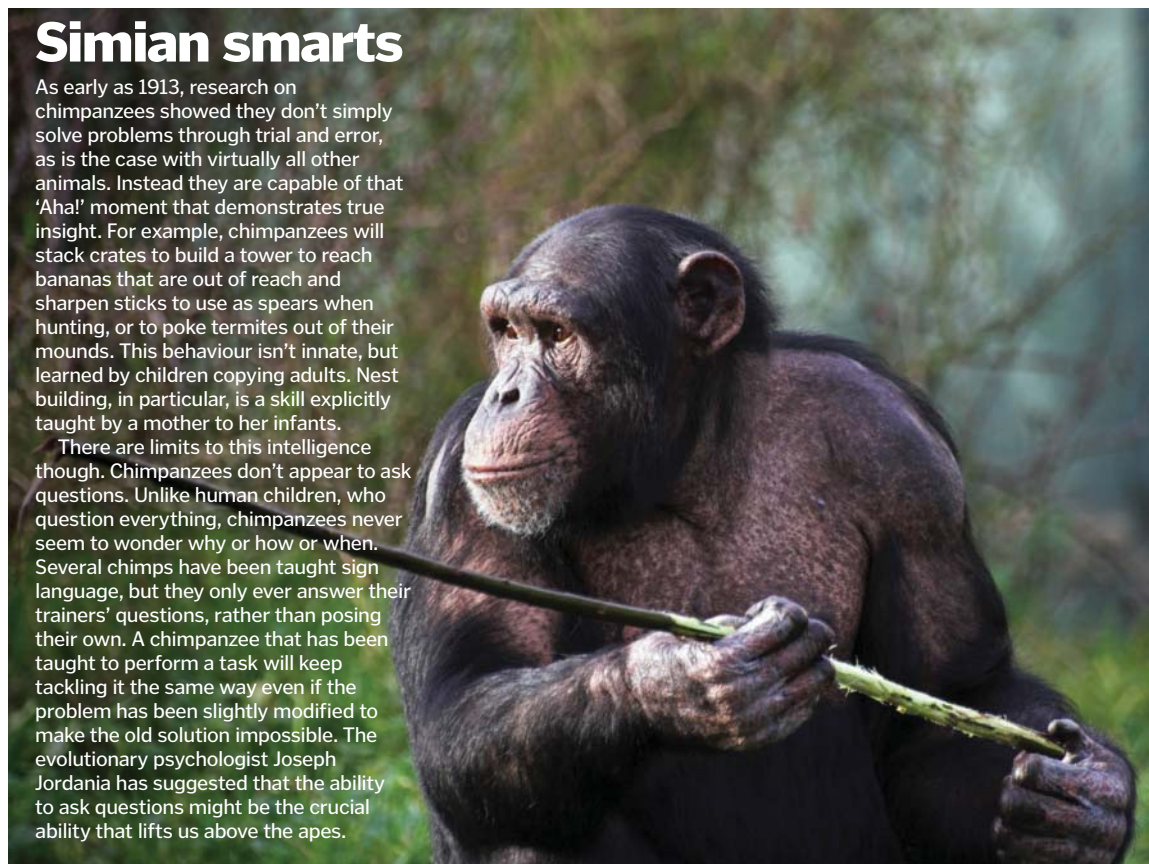 Simian smarts
As early as 1913, research on
chimpanzees showed they don't simply
solve problems through trial and error,
as is the case with virtually all other
animals. Instead they are capable of that
‘Aha!’ moment that demonstrates true
insight. For example, chimpanzees will
stack crates to build a tower to reach
bananas that are out of reach and
sharpen sticks to use as spears when
hunting, or to poke termites out of their
mounds. This behaviour isn't innate, but
learned by children copying adults. Nest
building, in particular, is a skill explicitly
taught by a mother to her infants.
There are limits to this intelligence
though. Chimpanzees don't appear to ask
questions. Unlike human children, who
question everything, chimpanzees never
seem to wonder why or how or when.
Several chimps have been taught sign
language, but they only ever answer their
trainers' questions, rather than posing
their own. A chimpanzee that has been
taught to perform a task will keep
tackling it the same way even if the
problem has been slightly modified to
make the old solution impossible. The
evolutionary psychologist Joseph
Jordania has suggested that the ability
to ask questions might be the crucial
ability that lifts us above the apes.